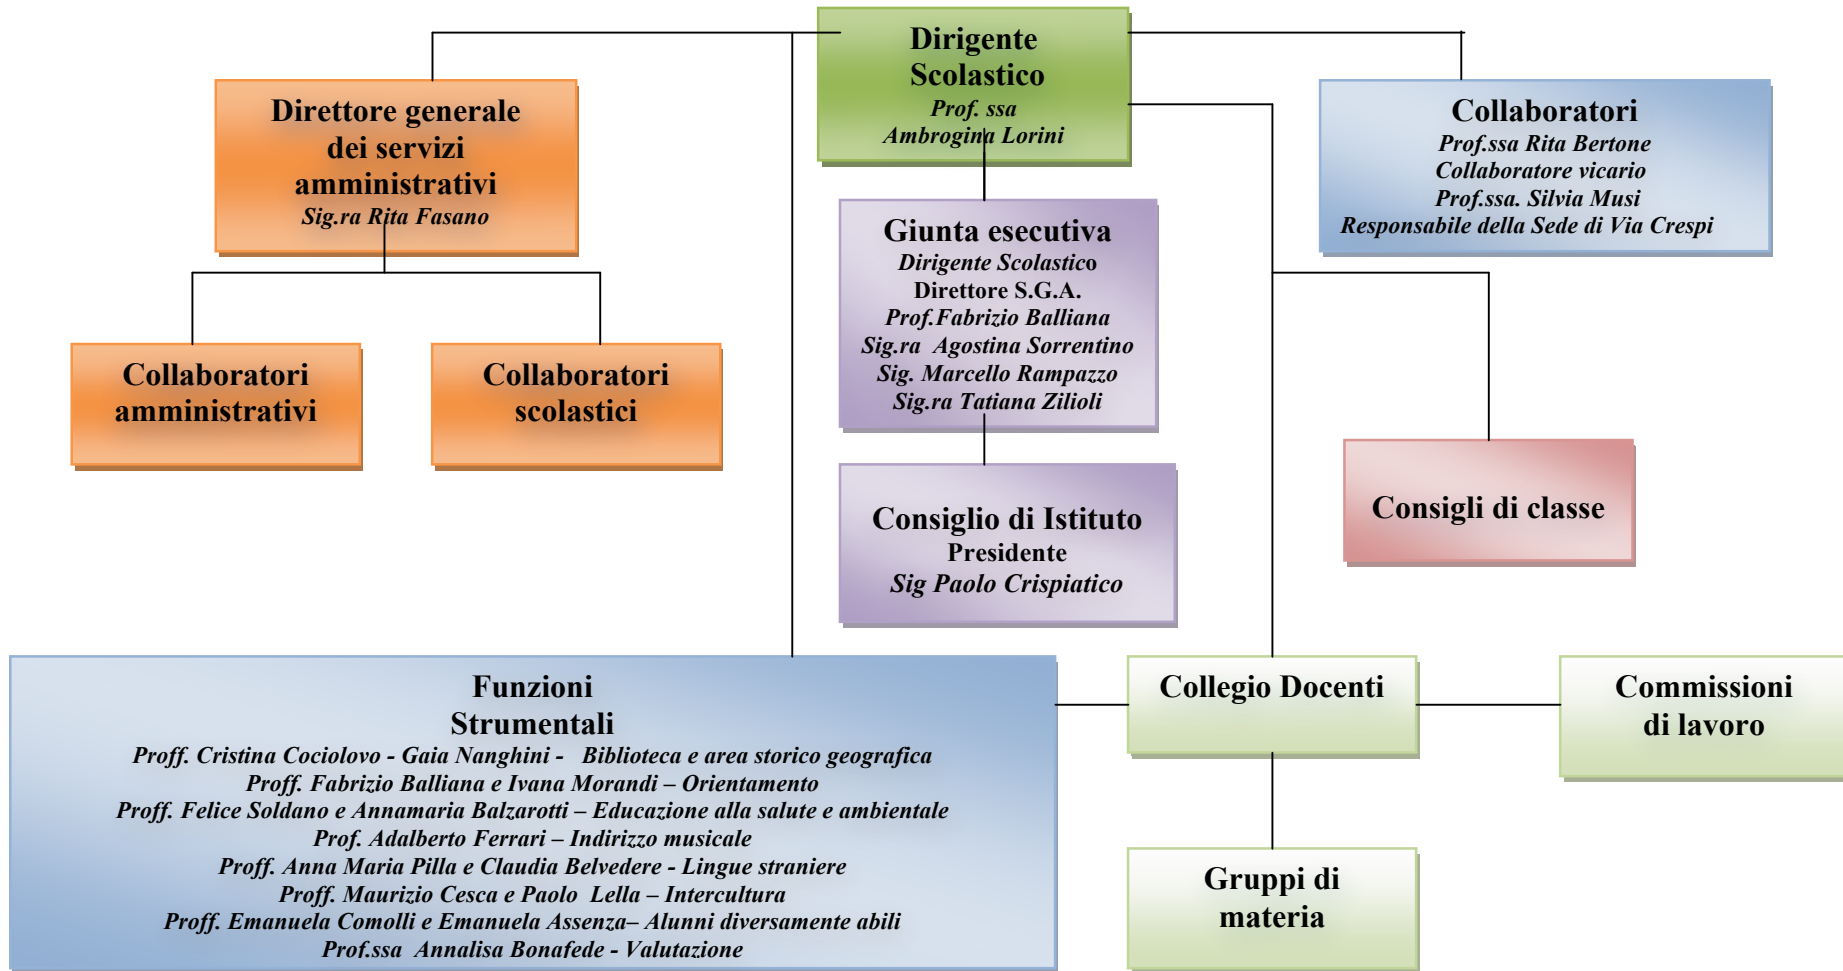 Dirigente
Scolastico
Prof. ssa
Ambrogina Lorini
Direttore generale
dei servizi
amministrativi
Sig.ra Rita Fasano
Collaboratori
Prof.ssa Rita Bertone
Collaboratore vicario
Prof.ssa. Silvia Musi
Responsabile della Sede di Via Crespi
Giunta esecutiva
Dirigente Scolastico
Direttore S.G.A.
Prof.Fabrizio Balliana
Sig.ra  Agostina Sorrentino
Sig. Marcello Rampazzo
Sig.ra Tatiana Zilioli
Collaboratori
amministrativi
Collaboratori
scolastici
Consiglio di Istituto
Presidente
Sig Paolo Crispiatico
Consigli di classe
Funzioni
Strumentali
Proff. Cristina Cociolovo - Gaia Nanghini -   Biblioteca e area storico geografica
Proff. Fabrizio Balliana e Ivana Morandi – Orientamento
Proff. Felice Soldano e Annamaria Balzarotti – Educazione alla salute e ambientale
Prof. Adalberto Ferrari – Indirizzo musicale
Proff. Anna Maria Pilla e Claudia Belvedere - Lingue straniere
Proff. Maurizio Cesca e Paolo  Lella – Intercultura
Proff. Emanuela Comolli e Emanuela Assenza– Alunni diversamente abili
Prof.ssa  Annalisa Bonafede - Valutazione
Collegio Docenti
Commissioni
di lavoro
Gruppi di
materia